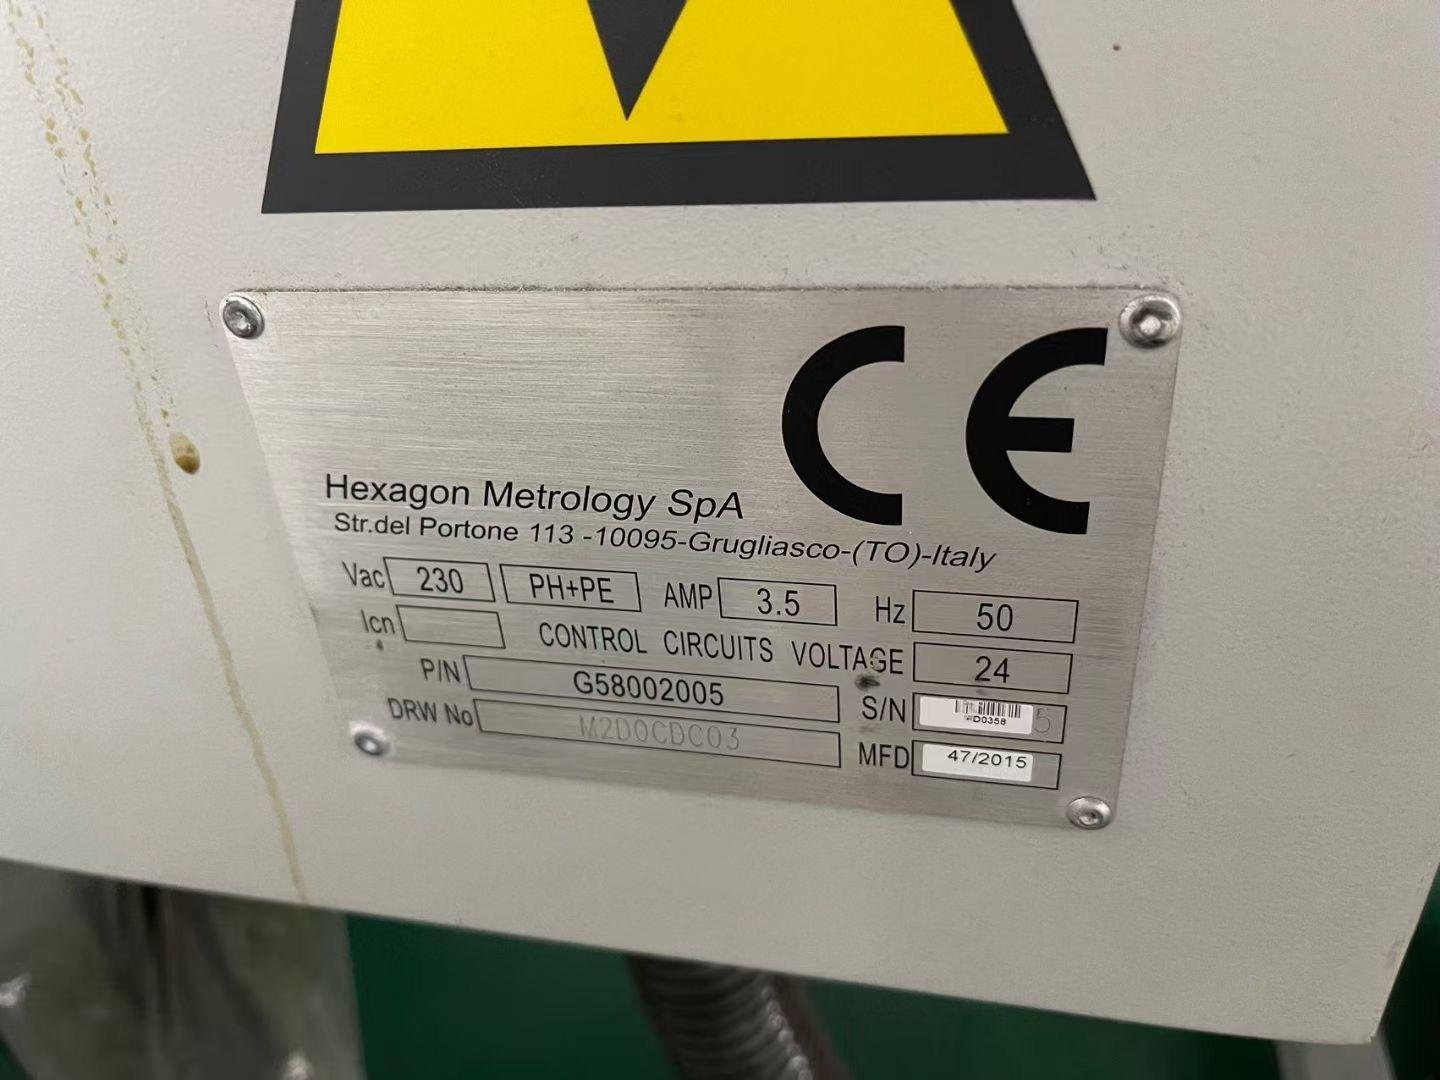 CE
Hexagon Metrology SpA
Str.del Portone 113 -10095-Grugliasco-(TO)-Italy
Vac 230 PH+PE AMP 3.5 Hz 50
Icn CONTROL CIRCUITS VOLTAGE 24
P/N G58002005 S/N 5
DRW No M2D0CDC03 MFD 47/2015